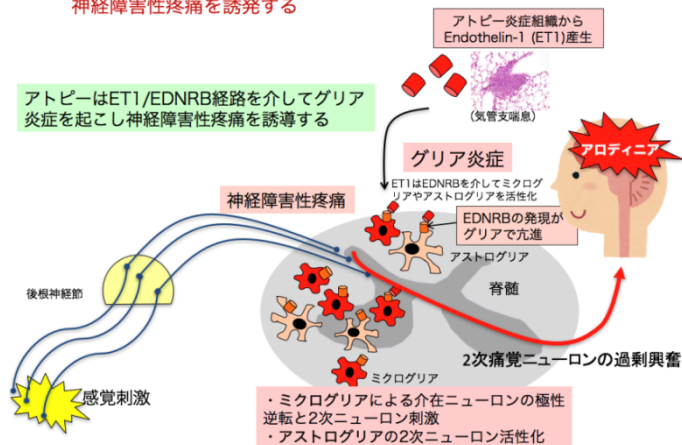 神経障害性疼痛を誘発する
アトピー炎症組織から
Endothelin-1 (ET1)産生
アトピーはET1/EDNRB経路を介してグリア
炎症を起こし神経障害性疼痛を誘導する
(気管支喘息)
アロディニア
グリア炎症
ET1はEDNRBを介してミクログ
リアやアストログリアを活性化
神経障害性疼痛
EDNRBの発現が
グリアで亢進
アストログリア
後根神経節
脊髄
2次痛覚ニューロンの過剰興奮
ミクログリア
感覚刺激
・ミクログリアによる介在ニューロンの極性
逆転と2次ニューロン刺激
・アストログリアの2次ニューロン活性化